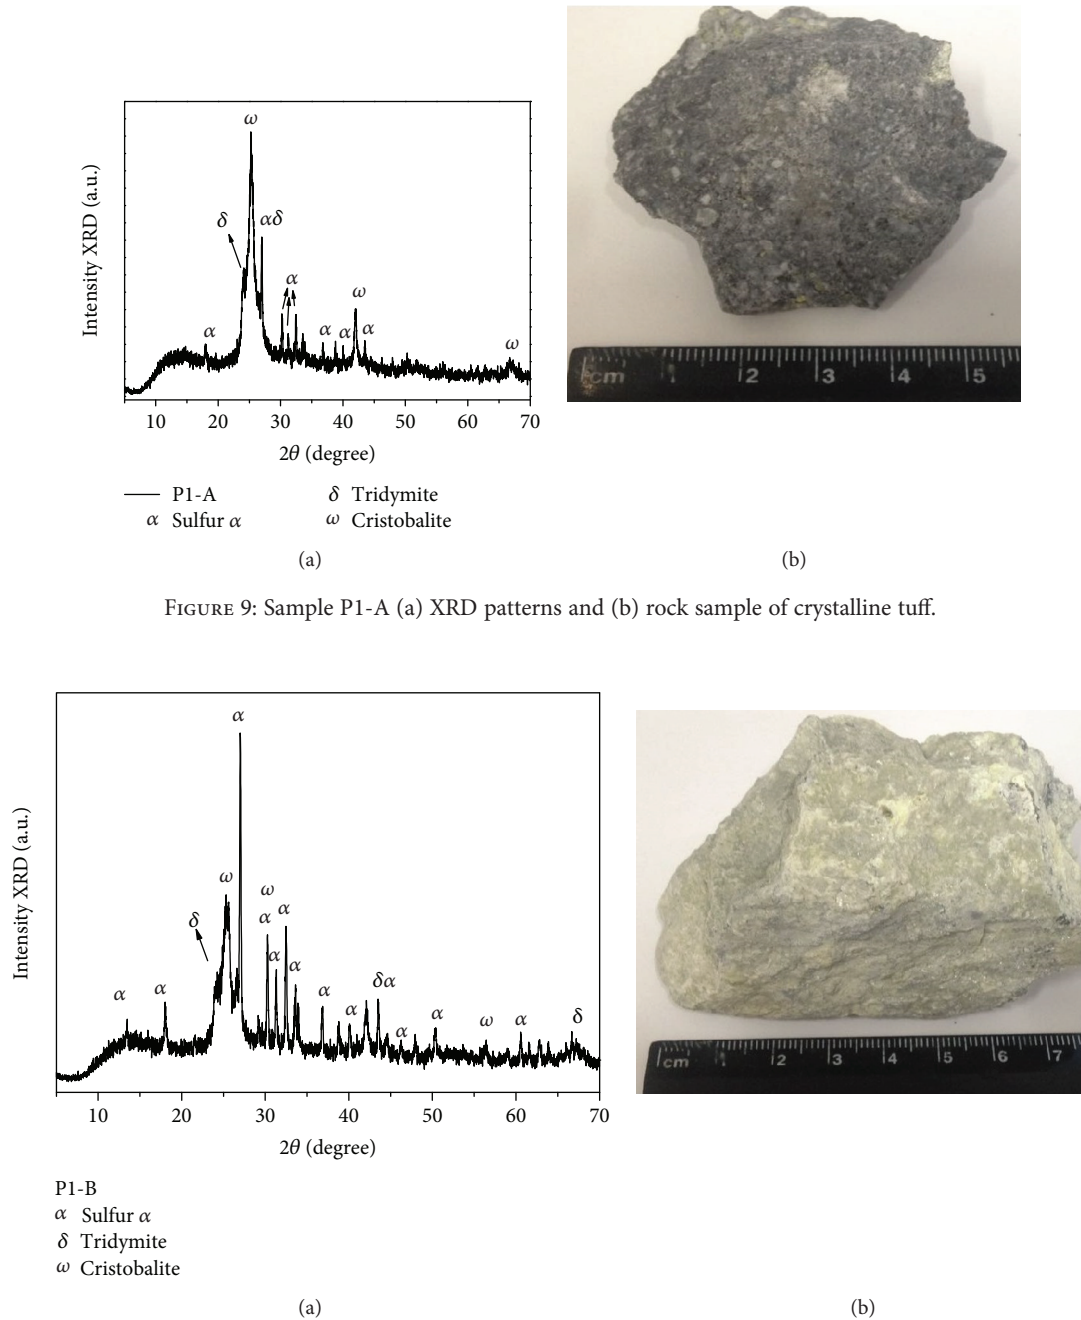 ω
δ
αδ
α
ω
α
α
α
α
ω
Intensity XRD (a.u.)
10 20 30 40 50 60 70
2θ (degree)
P1-A
δ Tridymite
α Sulfur α
ω Cristobalite
(a)
cm 1 2 3 4 5
(b)
FIGURE 9: Sample P1-A (a) XRD patterns and (b) rock sample of crystalline tuff.
α
ω
ω
δ
α
α
α
α
α
α
α
δα
α
α
α
ω
α
δ
Intensity XRD (a.u.)
10 20 30 40 50 60 70
2θ (degree)
P1-B
α Sulfur α
δ Tridymite
ω Cristobalite
(a)
cm 1 2 3 4 5 6 7
(b)